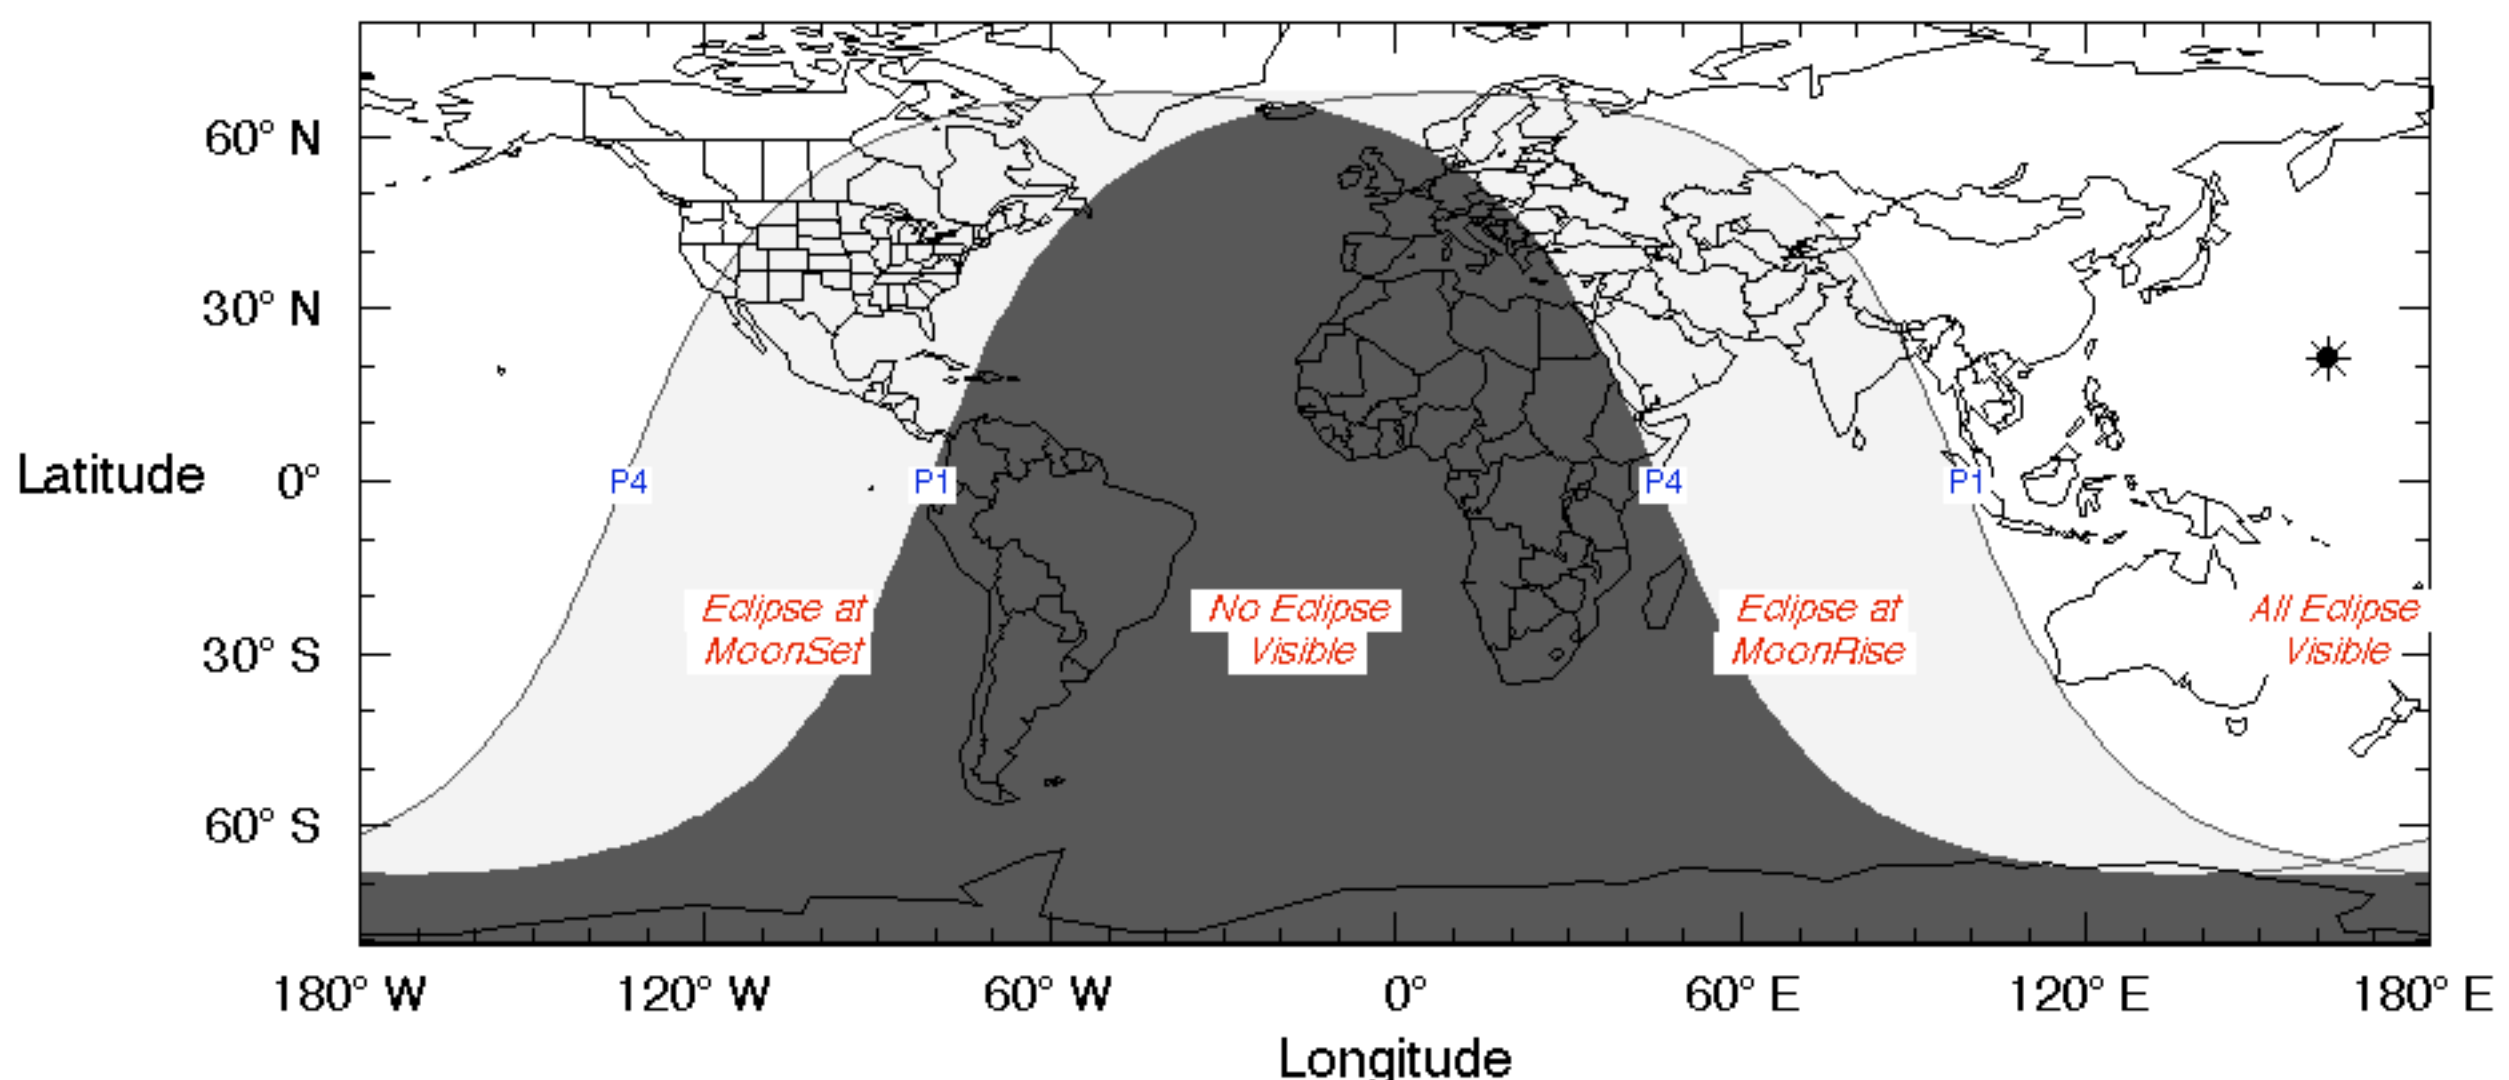 60° N
30° N
Latitude 0°
P4 P1 P4 P1
Eclipse at
MoonSet
No Eclipse
Visible
Eclipse at
MoonRise
All Eclipse
Visible
30° S
60° S
180° W 120° W 60° W 0° 60° E 120° E 180° E
Longitude